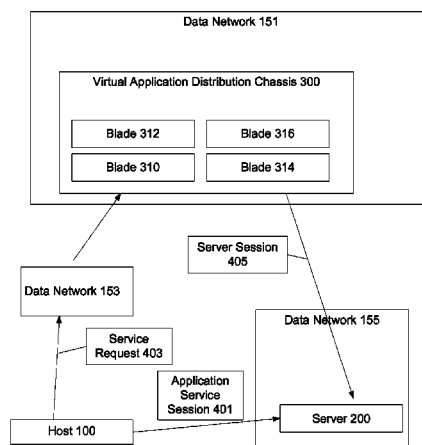 Data Network 151
Virtual Application Distribution Chassis 300
Blade 312
Blade 316
Blade 310
Blade 314
Server Session
405
Data Network 153
Data Network 155
Service
Request 403
Application
Service
Session 401
Server 200
Host 100